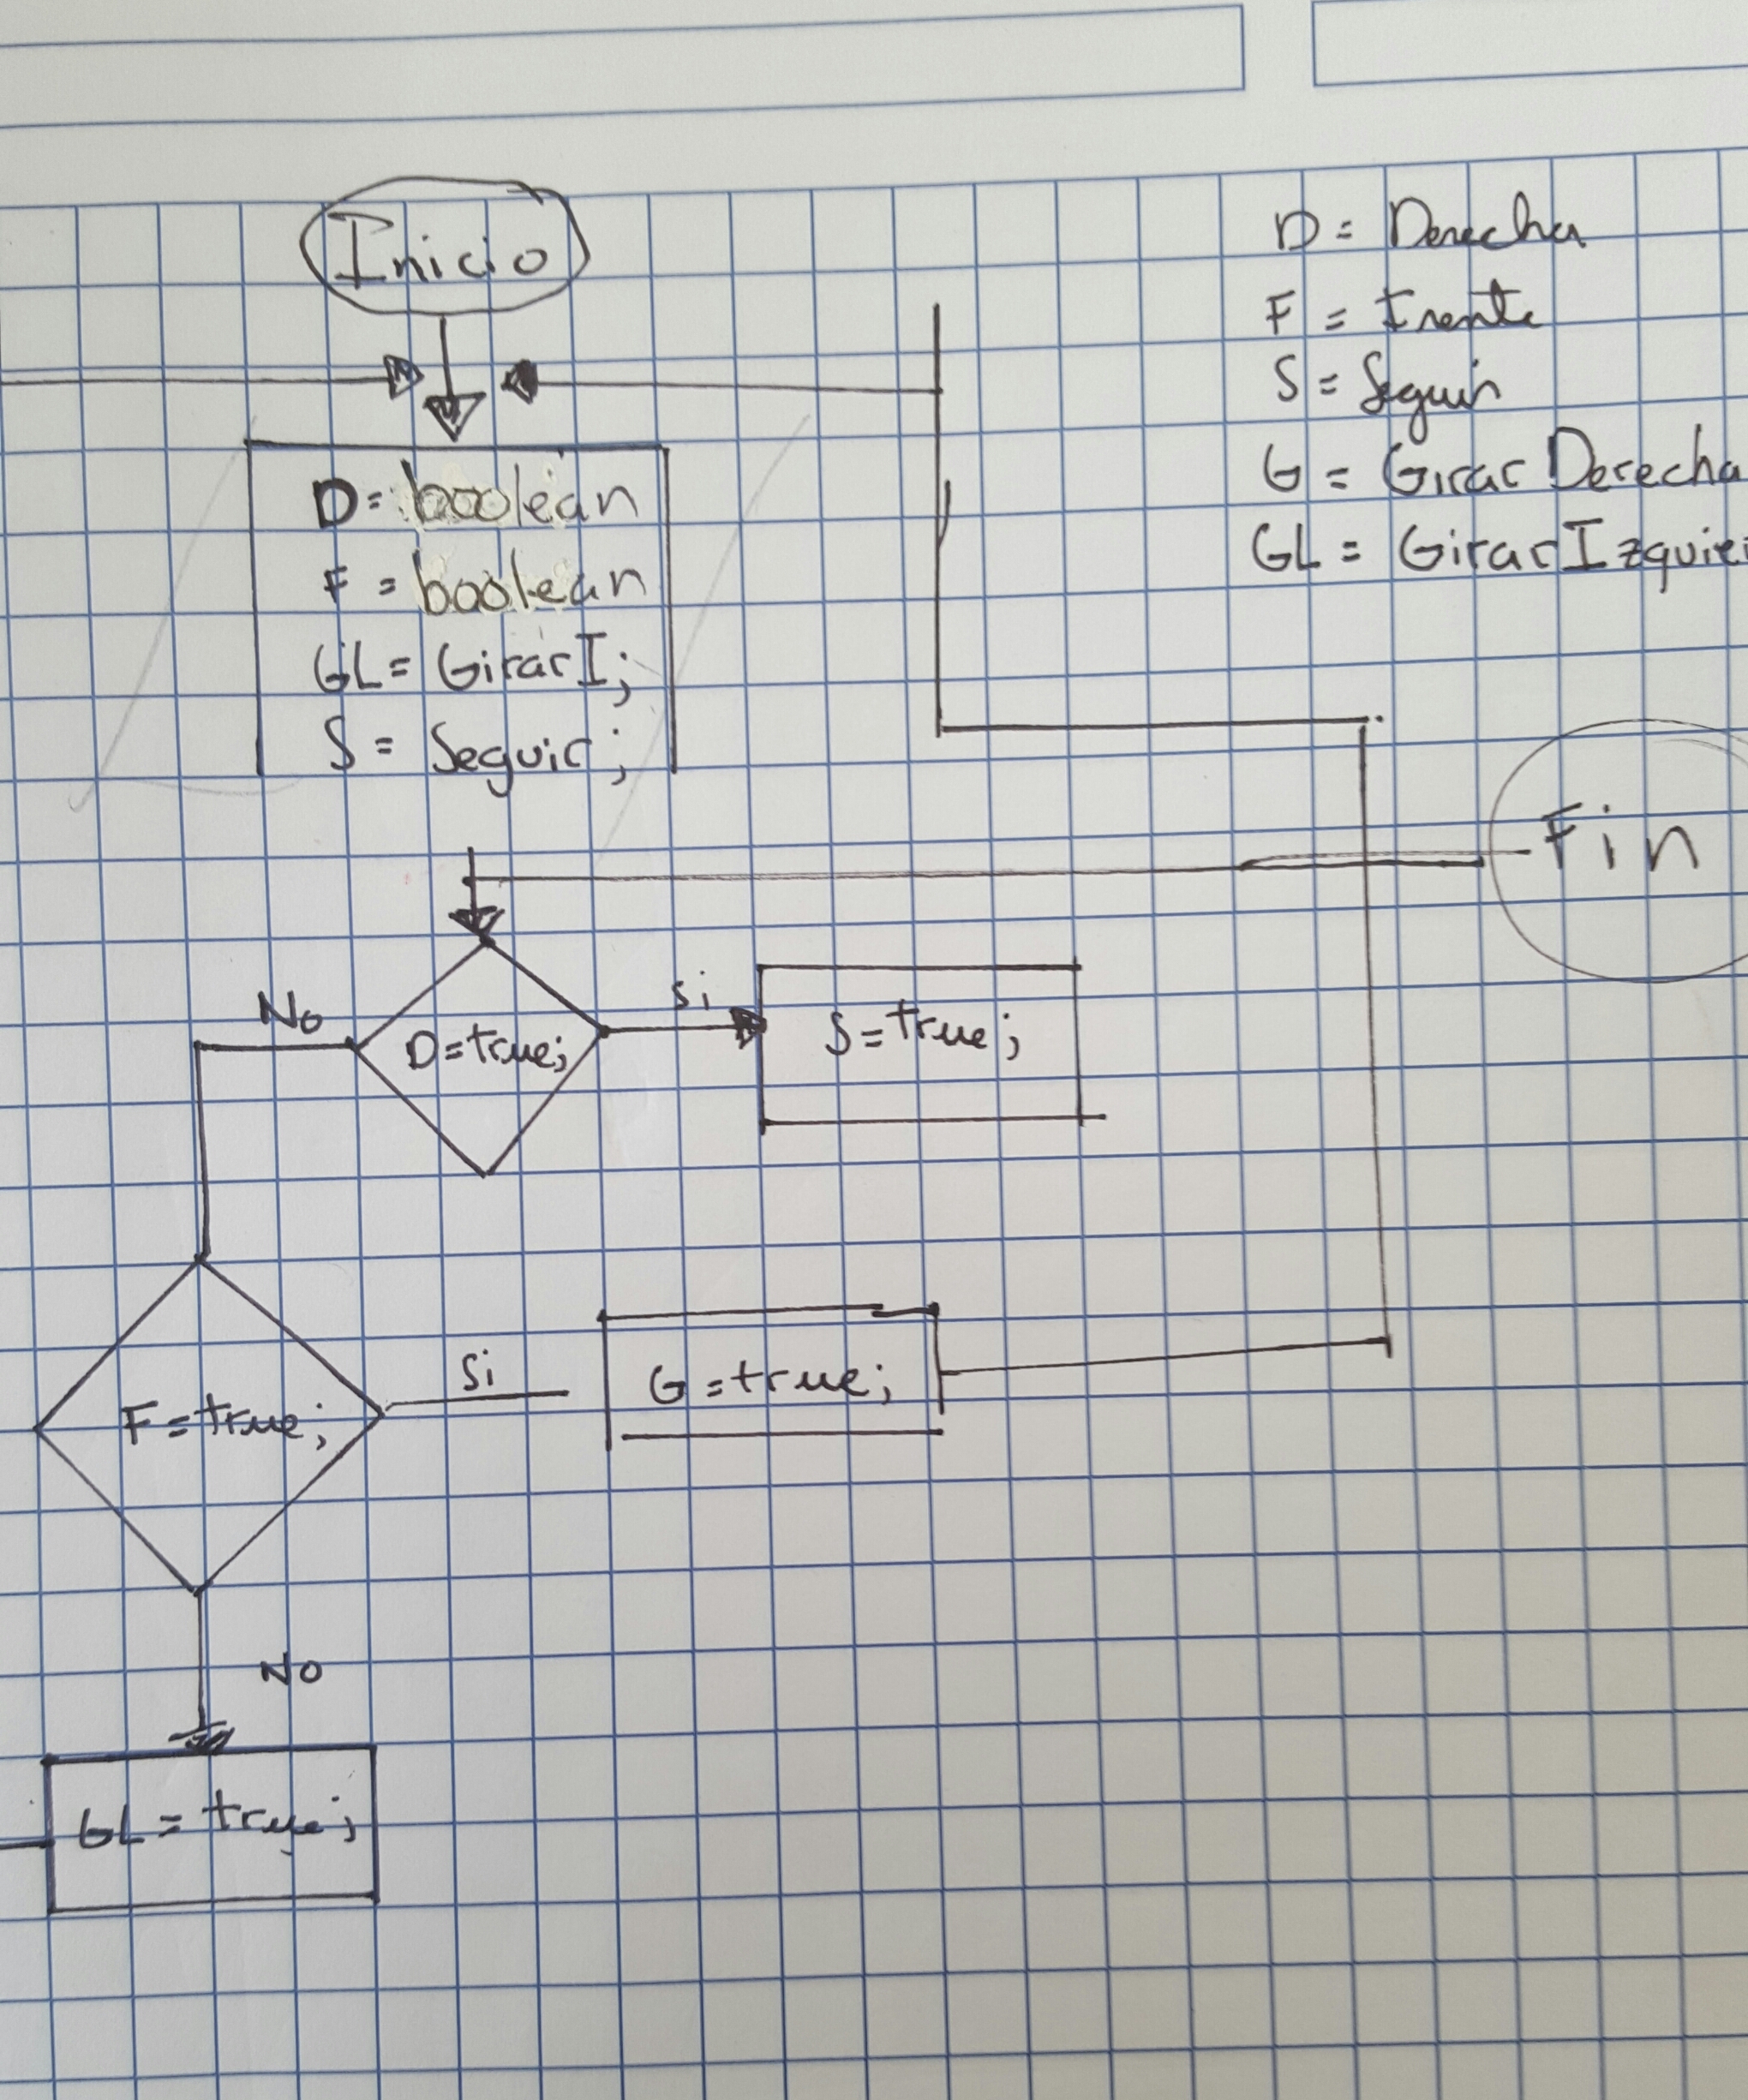 Inicio
D = Derecha
F = Frente
S = Seguir
G = Girar Derecha
GL = Girar Izquier
D = boolean
F = boolean
GL = Girar I;
S = Seguir;
Fin
No
si
D = true;
S = true;
si
F = true;
G = true;
No
GL = true;